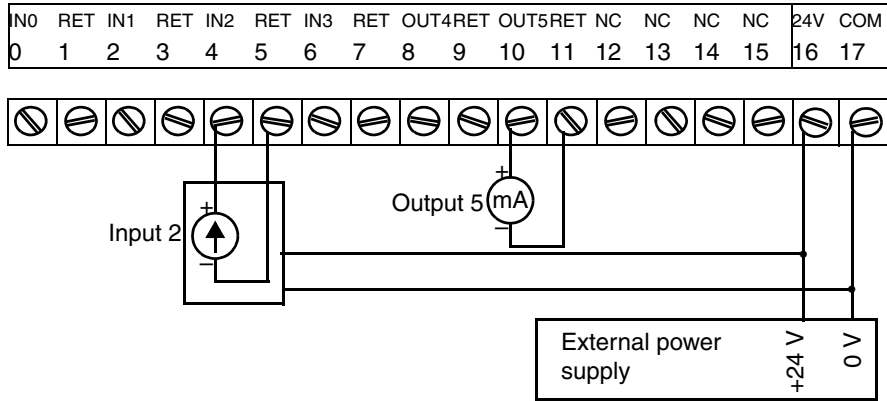 IN0 RET IN1 RET IN2 RET IN3 RET OUT4 RET OUT5 RET NC NC NC NC 24V COM
0 1 2 3 4 5 6 7 8 9 10 11 12 13 14 15 16 17
+
Output 5
mA
–
+
Input 2
–
External power
supply
+24 V
0 V